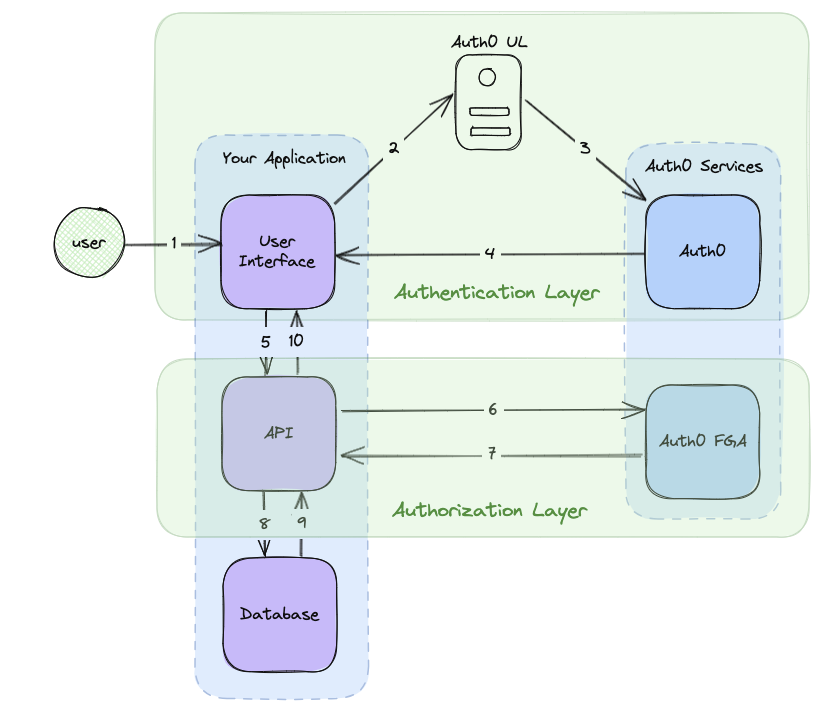 Auth0 UL
2
3
Your Application
Auth0 Services
user
1
User
Interface
4
Auth0
Authentication Layer
5
10
API
6
7
Auth0 FGA
8
9
Authorization Layer
Database